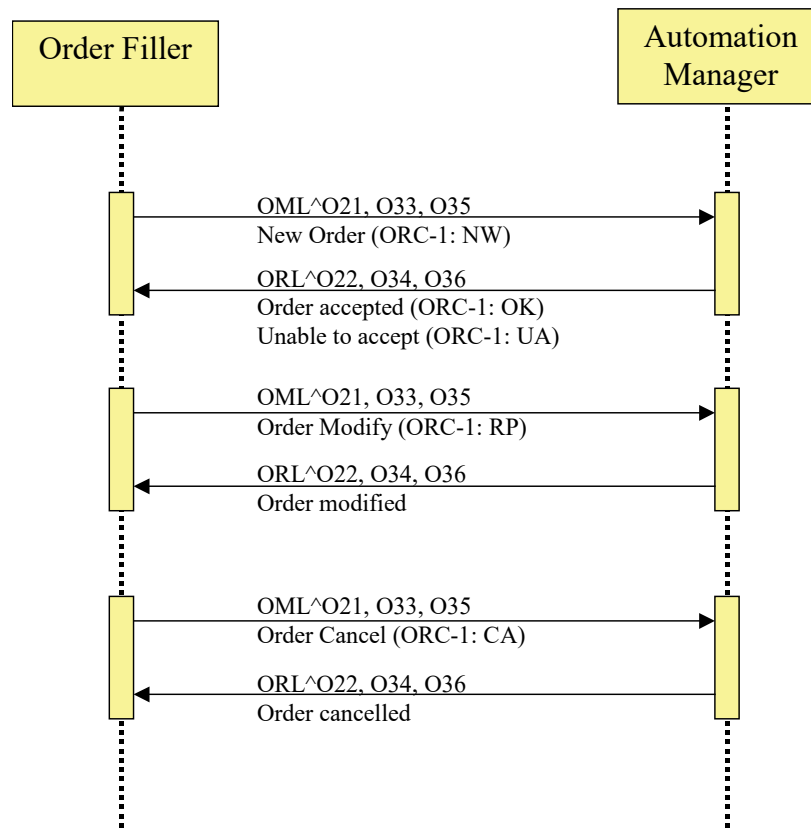 Order Filler
Automation
Manager
OML^O21, O33, O35
New Order (ORC-1: NW)
ORL^O22, O34, O36
Order accepted (ORC-1: OK)
Unable to accept (ORC-1: UA)
OML^O21, O33, O35
Order Modify (ORC-1: RP)
ORL^O22, O34, O36
Order modified
OML^O21, O33, O35
Order Cancel (ORC-1: CA)
ORL^O22, O34, O36
Order cancelled